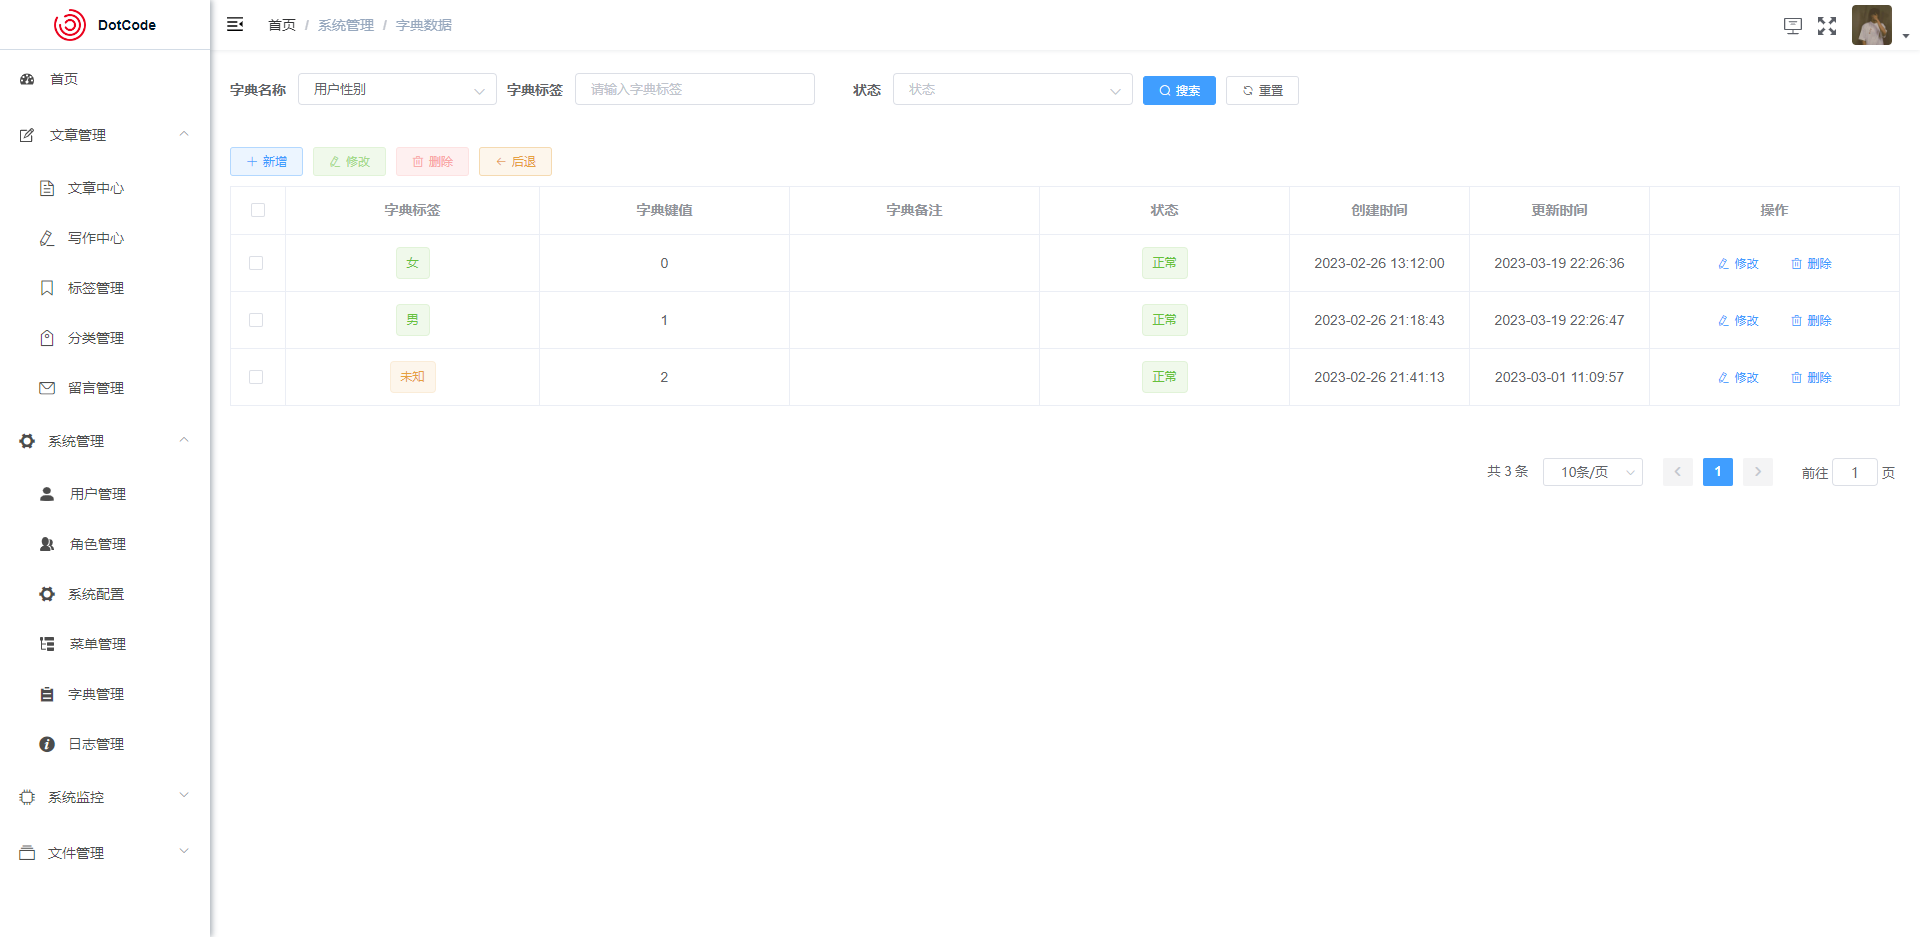 DotCode
首页 / 系统管理 / 字典数据
首页
文章管理
文章中心
写作中心
标签管理
分类管理
留言管理
系统管理
用户管理
角色管理
系统配置
菜单管理
字典管理
日志管理
系统监控
文件管理
字典名称 用户性别 字典标签 请输入字典标签 状态 状态 搜索 重置
新增 修改 删除 后退
字典标签 字典键值 字典备注 状态 创建时间 更新时间 操作
女 0 正常 2023-02-26 13:12:00 2023-03-19 22:26:36 修改 删除
男 1 正常 2023-02-26 21:18:43 2023-03-19 22:26:47 修改 删除
未知 2 正常 2023-02-26 21:41:13 2023-03-01 11:09:57 修改 删除
共 3 条 10条/页 1 前往 1 页